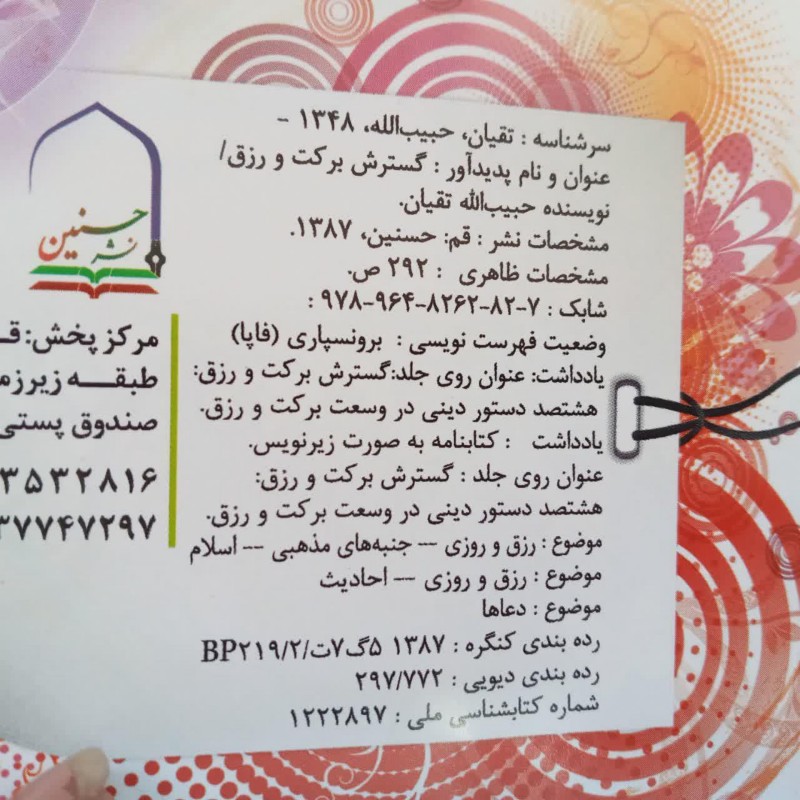 سرشناسه : تقیان، حبیب‌الله، ۱۳۴۸ -
عنوان و نام پدیدآور : گسترش برکت و رزق/
نویسنده حبیب‌الله تقیان.
مشخصات نشر : قم: حسنین، ۱۳۸۷.
مشخصات ظاهری : ۲۹۲ ص.
شابک : ۷-۸۲-۸۲۶۲-۹۶۴-۹۷۸ :
وضعیت فهرست نویسی : برونسپاری (فاپا)
یادداشت: عنوان روی جلد:گسترش برکت و رزق:
هشتصد دستور دینی در وسعت برکت و رزق.
یادداشت : کتابنامه به صورت زیرنویس.
عنوان روی جلد : گسترش برکت و رزق:
هشتصد دستور دینی در وسعت برکت و رزق.
موضوع : رزق و روزی -- جنبه‌های مذهبی -- اسلام
موضوع : رزق و روزی -- احادیث
موضوع : دعاها
رده بندی کنگره : ۱۳۸۷ ۵گ۷ت/۲/BP۲۱۹
رده بندی دیویی : ۲۹۷/۷۷۲
شماره کتابشناسی ملی : ۱۲۲۲۸۹۷
نشر حسنین
مرکز پخش: ق
طبقه زیرزم
صندوق پستی
۳۵۳۲۸۱۶
۳۷۷۴۷۲۹۷